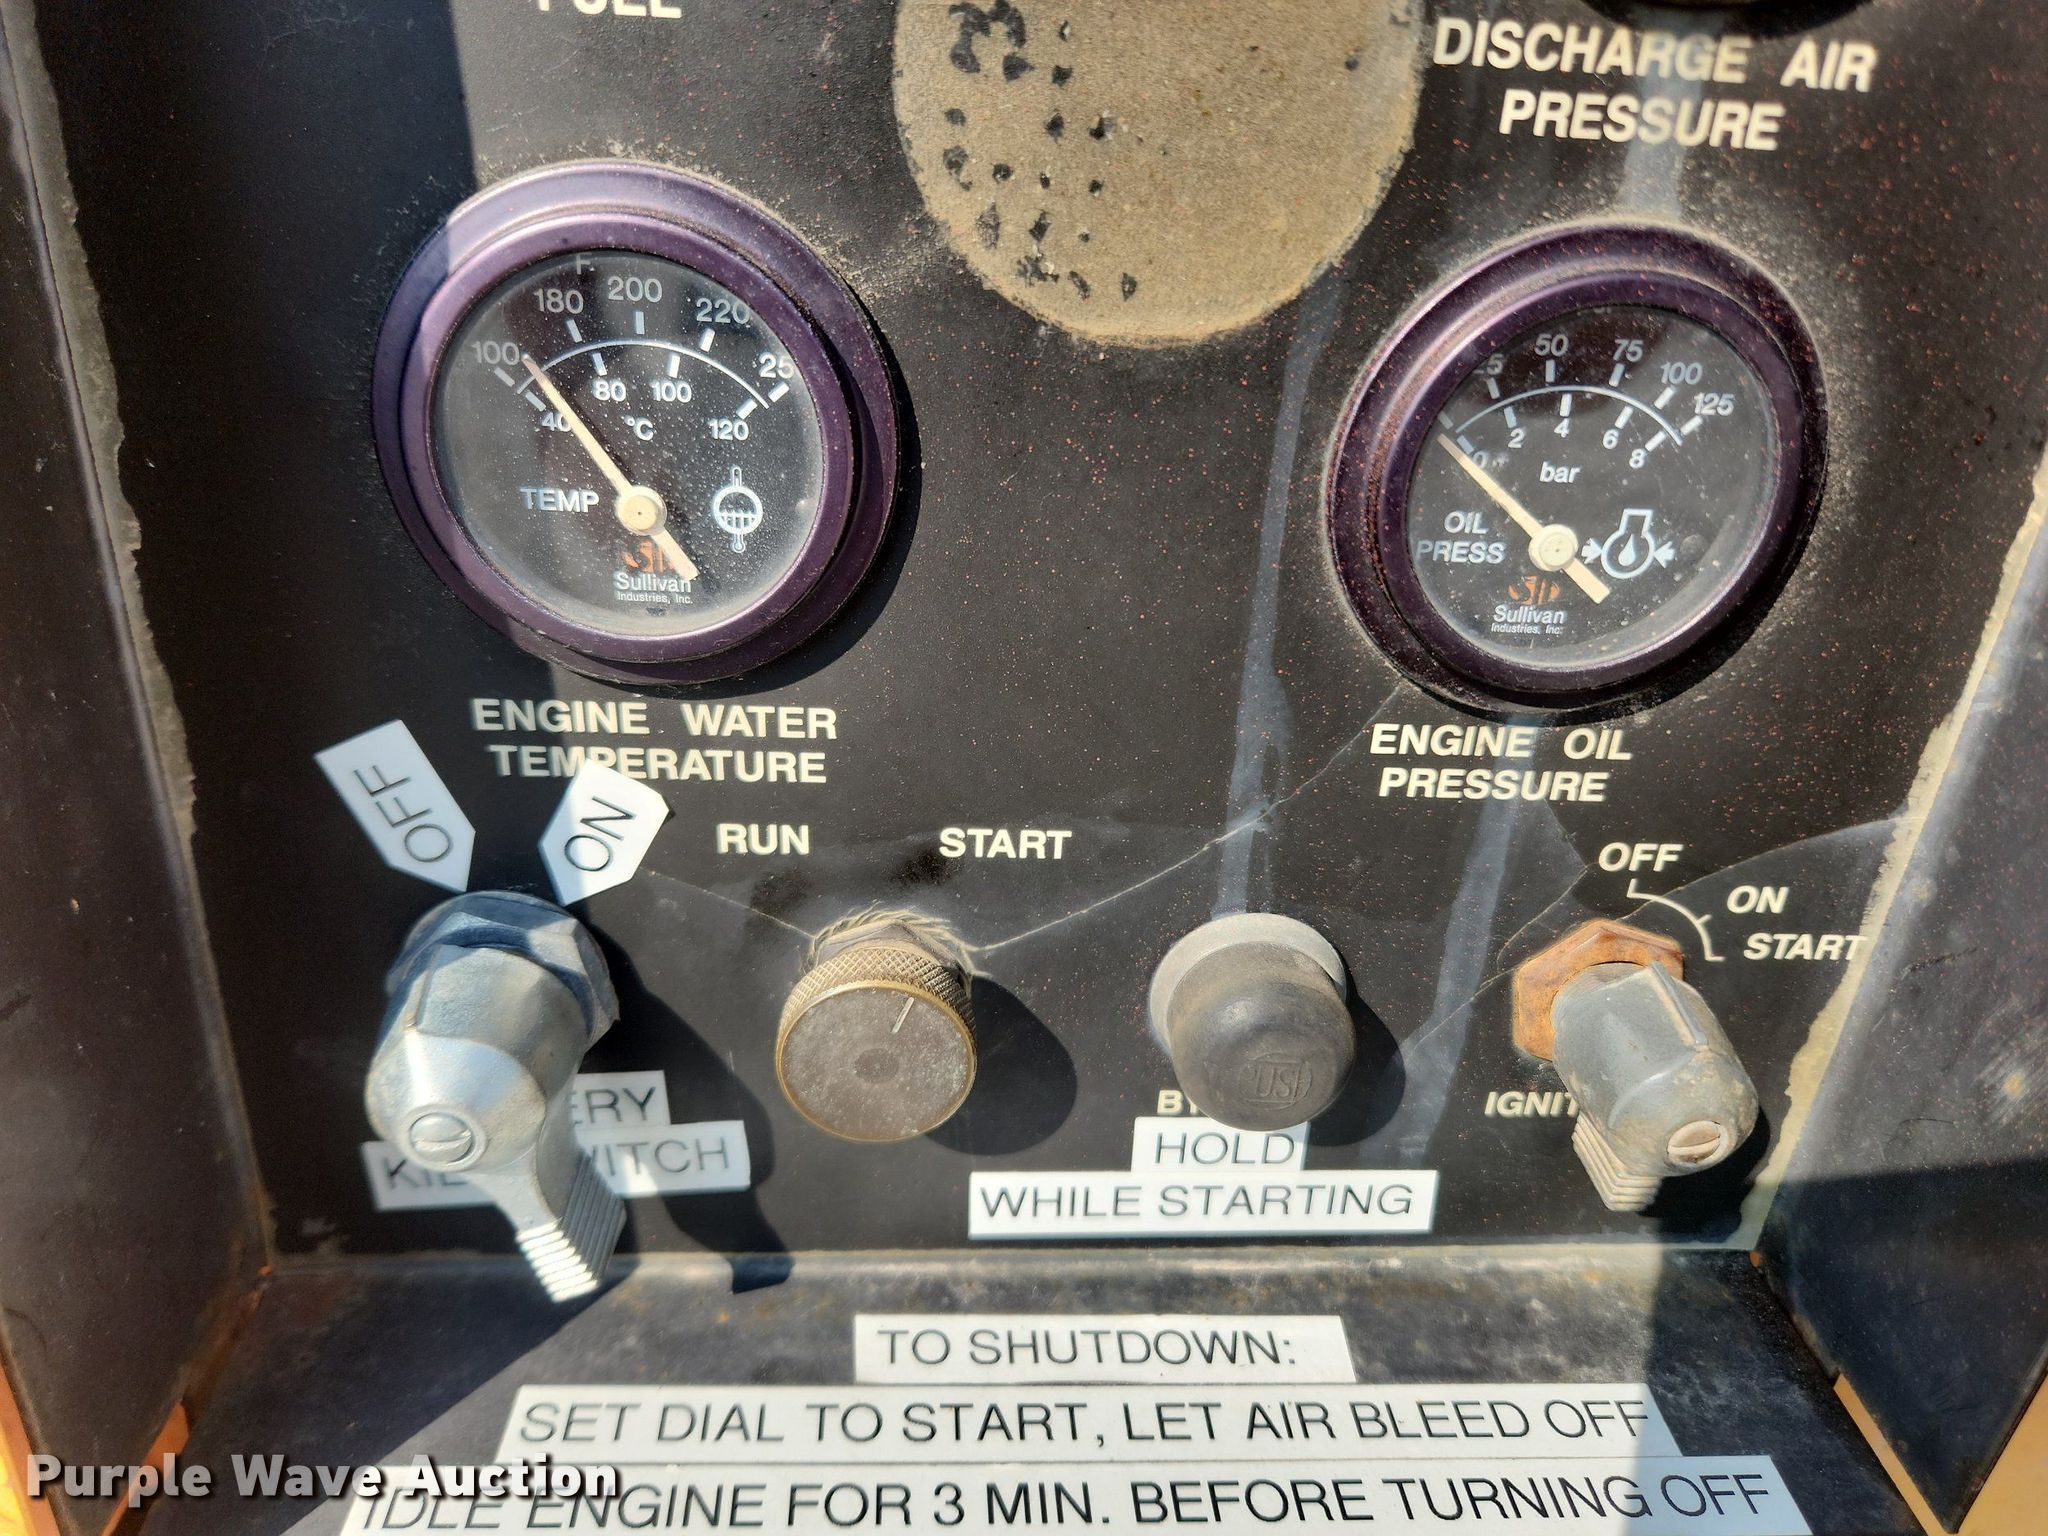 FUEL
DISCHARGE AIR
PRESSURE
F
100 180 200 220 25
40 80 100 120
°C
TEMP
Sullivan
Industries, Inc.
50 75 100 125
0 2 4 6 8
bar
OIL
PRESS
Sullivan
Industries, Inc.
ENGINE WATER
TEMPERATURE
ENGINE OIL
PRESSURE
OFF
ON
RUN START
OFF
ON
START
PUSH
HOLD
WHILE STARTING
TO SHUTDOWN:
SET DIAL TO START, LET AIR BLEED OFF
IDLE ENGINE FOR 3 MIN. BEFORE TURNING OFF
Purple Wave Auction